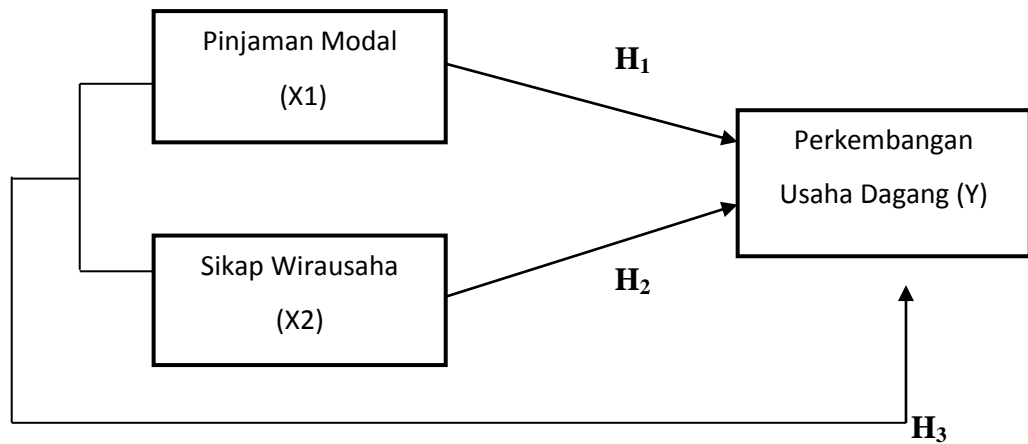 Pinjaman Modal
(X1)
H₁
Perkembangan
Usaha Dagang (Y)
Sikap Wirausaha
(X2)
H₂
H₃